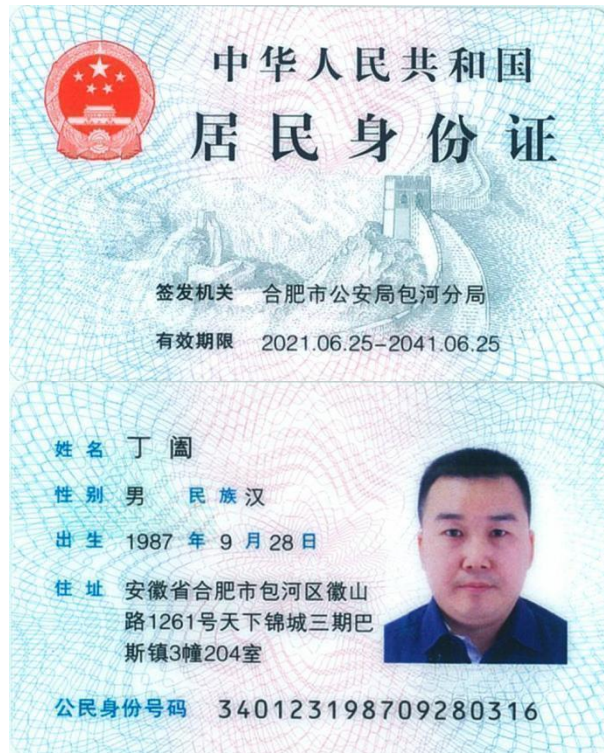 中华人民共和国
居民身份证
签发机关 合肥市公安局包河分局
有效期限 2021.06.25-2041.06.25
姓名 丁阖
性别 男 民族 汉
出生 1987 年 9 月 28 日
住址 安徽省合肥市包河区徽山
路1261号天下锦城三期巴
斯镇3幢204室
公民身份号码 340123198709280316